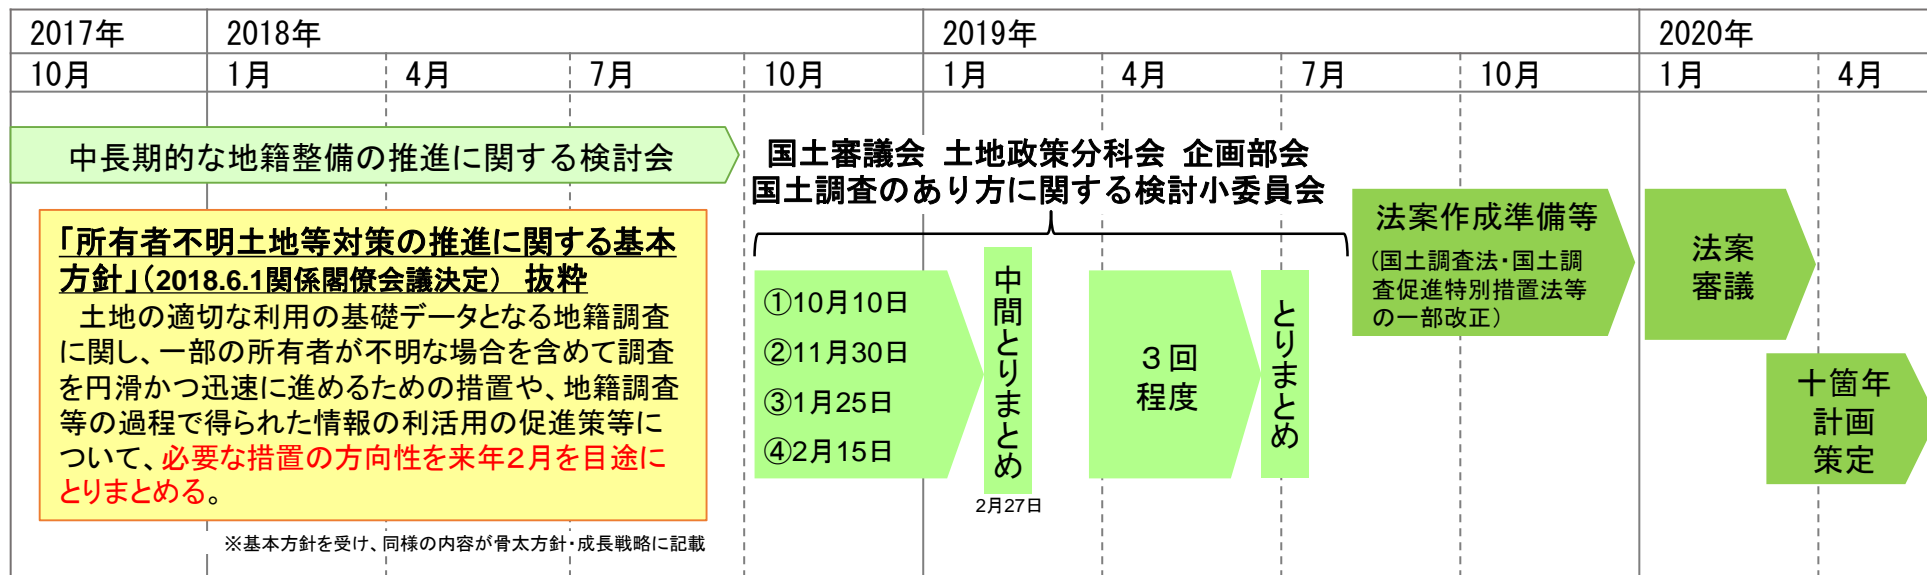 2017年
2018年
2019年
2020年
10月
1月
4月
7月
10月
1月
4月
7月
10月
1月
4月
中長期的な地籍整備の推進に関する検討会
「所有者不明土地等対策の推進に関する基本
方針」（2018.6.1関係閣僚会議決定） 抜粋
土地の適切な利用の基礎データとなる地籍調査
に関し、一部の所有者が不明な場合を含めて調査
を円滑かつ迅速に進めるための措置や、地籍調査
等の過程で得られた情報の利活用の促進策等に
ついて、必要な措置の方向性を来年２月を目途に
とりまとめる。
※基本方針を受け、同様の内容が骨太方針・成長戦略に記載
国土審議会 土地政策分科会 企画部会
国土調査のあり方に関する検討小委員会
①10月10日
②11月30日
③1月25日
④2月15日
中間とりまとめ
2月27日
３回
程度
とりまとめ
法案作成準備等
（国土調査法・国土調
査促進特別措置法等
の一部改正）
法案
審議
十箇年
計画
策定